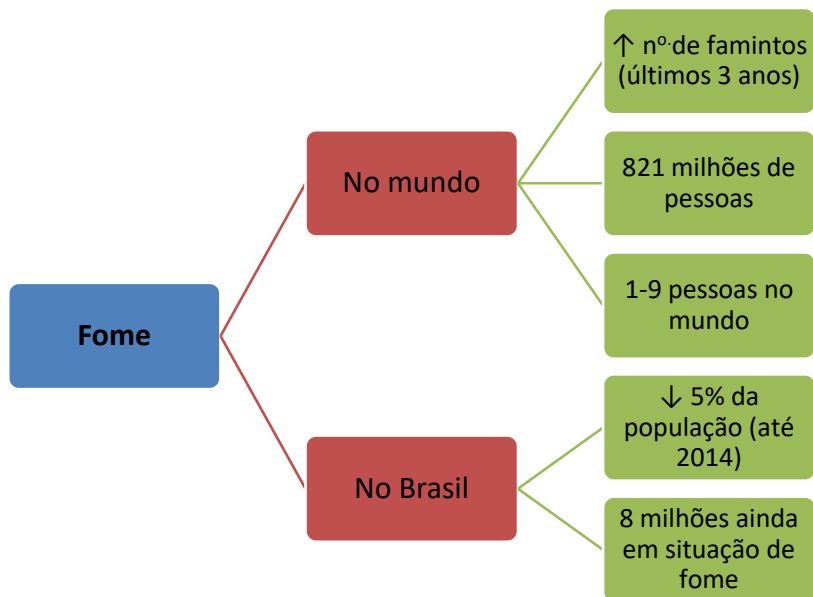 Fome
No mundo
↑ nº.de famintos
(últimos 3 anos)
821 milhões de
pessoas
1-9 pessoas no
mundo
No Brasil
↓ 5% da
população (até
2014)
8 milhões ainda
em situação de
fome